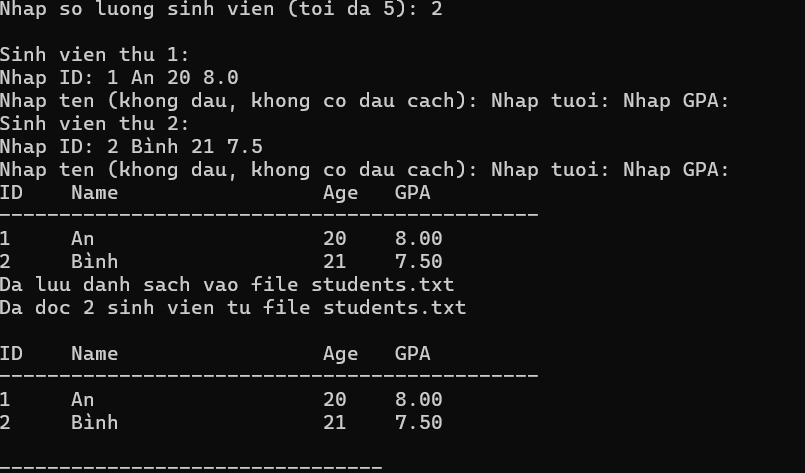 Nhap so luong sinh vien (toi da 5): 2
Sinh vien thu 1:
Nhap ID: 1 An 20 8.0
Nhap ten (khong dau, khong co dau cach): Nhap tuoi: Nhap GPA:
Sinh vien thu 2:
Nhap ID: 2 Bình 21 7.5
Nhap ten (khong dau, khong co dau cach): Nhap tuoi: Nhap GPA:
ID    Name                 Age   GPA
---------------------------------------------
1     An                   20    8.00
2     Bình                 21    7.50
Da luu danh sach vao file students.txt
Da doc 2 sinh vien tu file students.txt
ID    Name                 Age   GPA
---------------------------------------------
1     An                   20    8.00
2     Bình                 21    7.50
--------------------------------